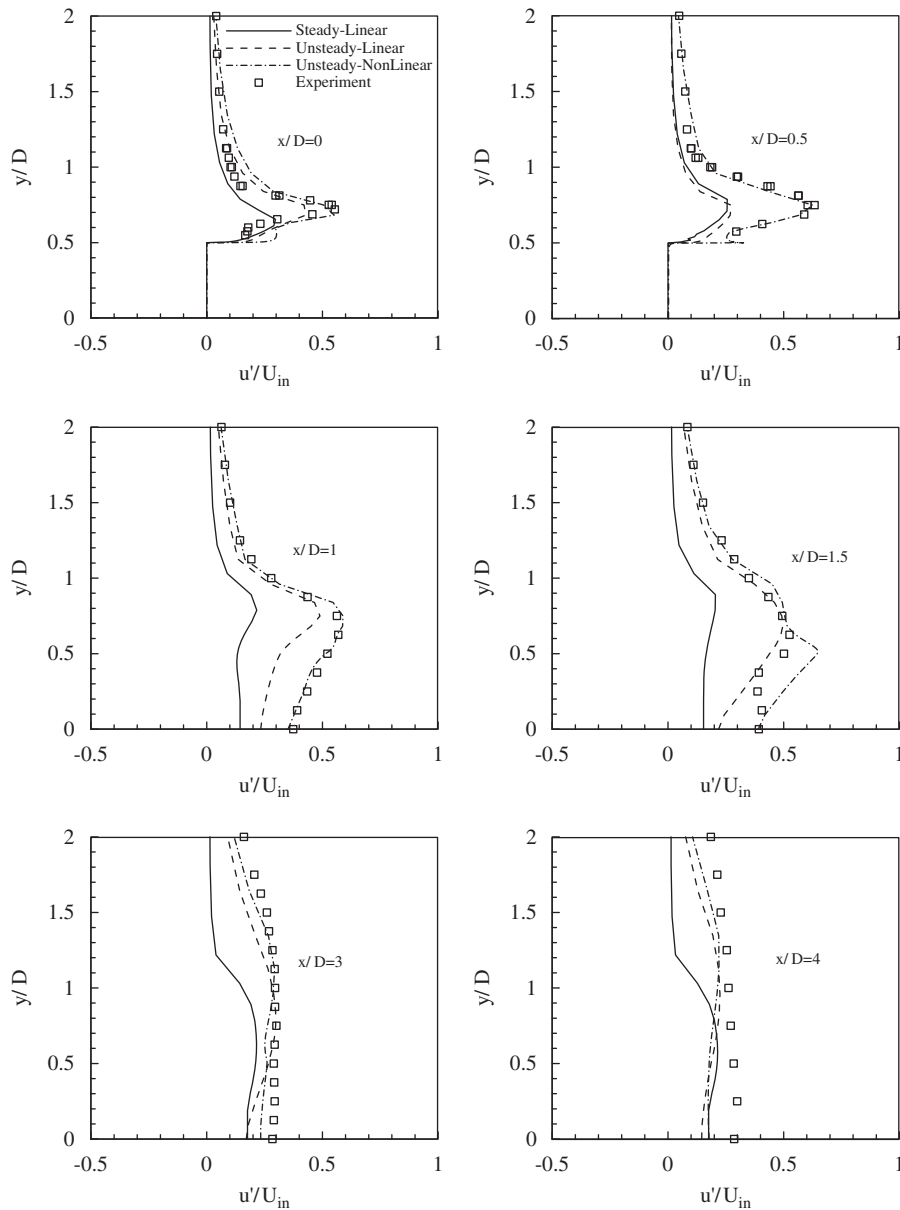 2
Steady-Linear
Unsteady-Linear
Unsteady-NonLinear
Experiment
1.5
x/D=0
y/D
1
0.5
0
-0.5 0 0.5 1
u'/U_in
2
1.5
x/D=0.5
y/D
1
0.5
0
-0.5 0 0.5 1
u'/U_in
2
1.5
x/D=1
y/D
1
0.5
0
-0.5 0 0.5 1
u'/U_in
2
1.5
x/D=1.5
y/D
1
0.5
0
-0.5 0 0.5 1
u'/U_in
2
1.5
x/D=3
y/D
1
0.5
0
-0.5 0 0.5 1
u'/U_in
2
1.5
x/D=4
y/D
1
0.5
0
-0.5 0 0.5 1
u'/U_in